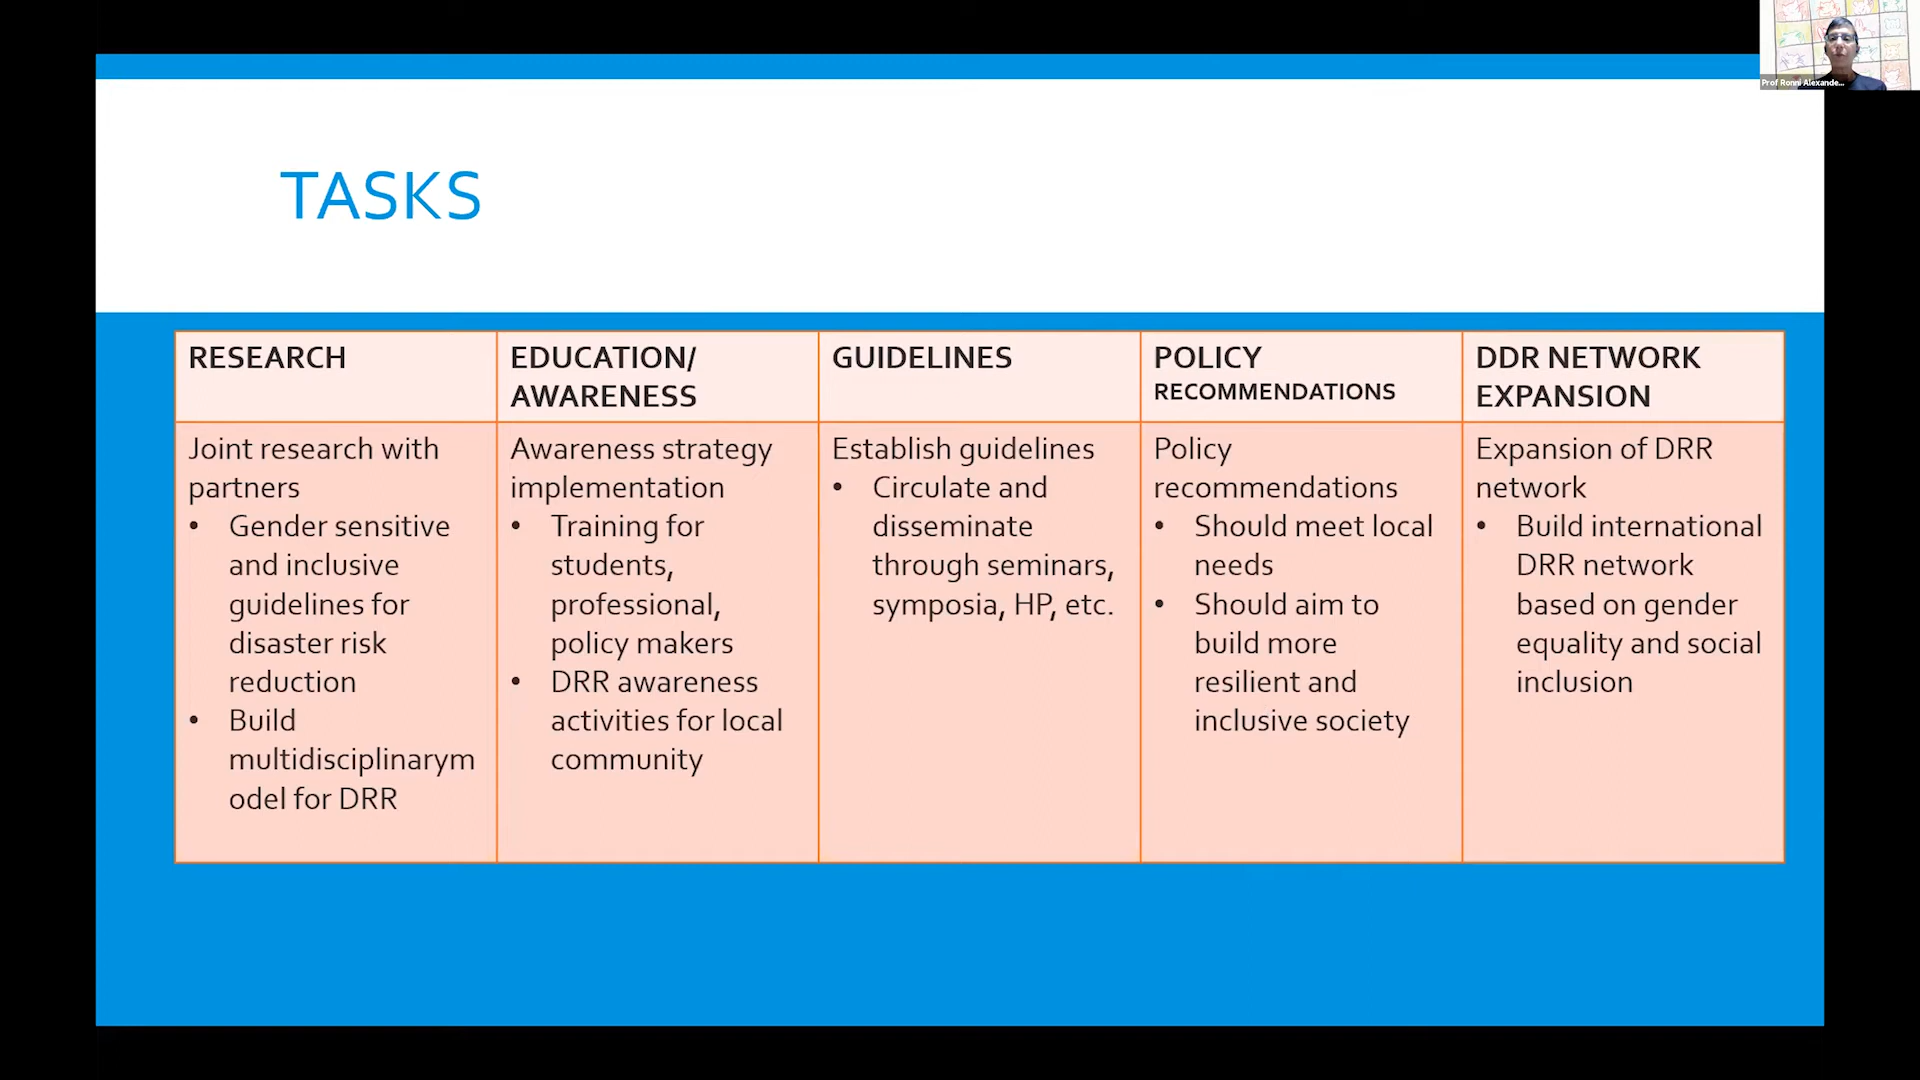 Prof Ronni Alexande...
TASKS
RESEARCH
Joint research with
partners
• Gender sensitive
and inclusive
guidelines for
disaster risk
reduction
• Build
multidisciplinarym
odel for DRR
EDUCATION/
AWARENESS
Awareness strategy
implementation
• Training for
students,
professional,
policy makers
• DRR awareness
activities for local
community
GUIDELINES
Establish guidelines
• Circulate and
disseminate
through seminars,
symposia, HP, etc.
POLICY
RECOMMENDATIONS
Policy
recommendations
• Should meet local
needs
• Should aim to
build more
resilient and
inclusive society
DDR NETWORK
EXPANSION
Expansion of DRR
network
• Build international
DRR network
based on gender
equality and social
inclusion